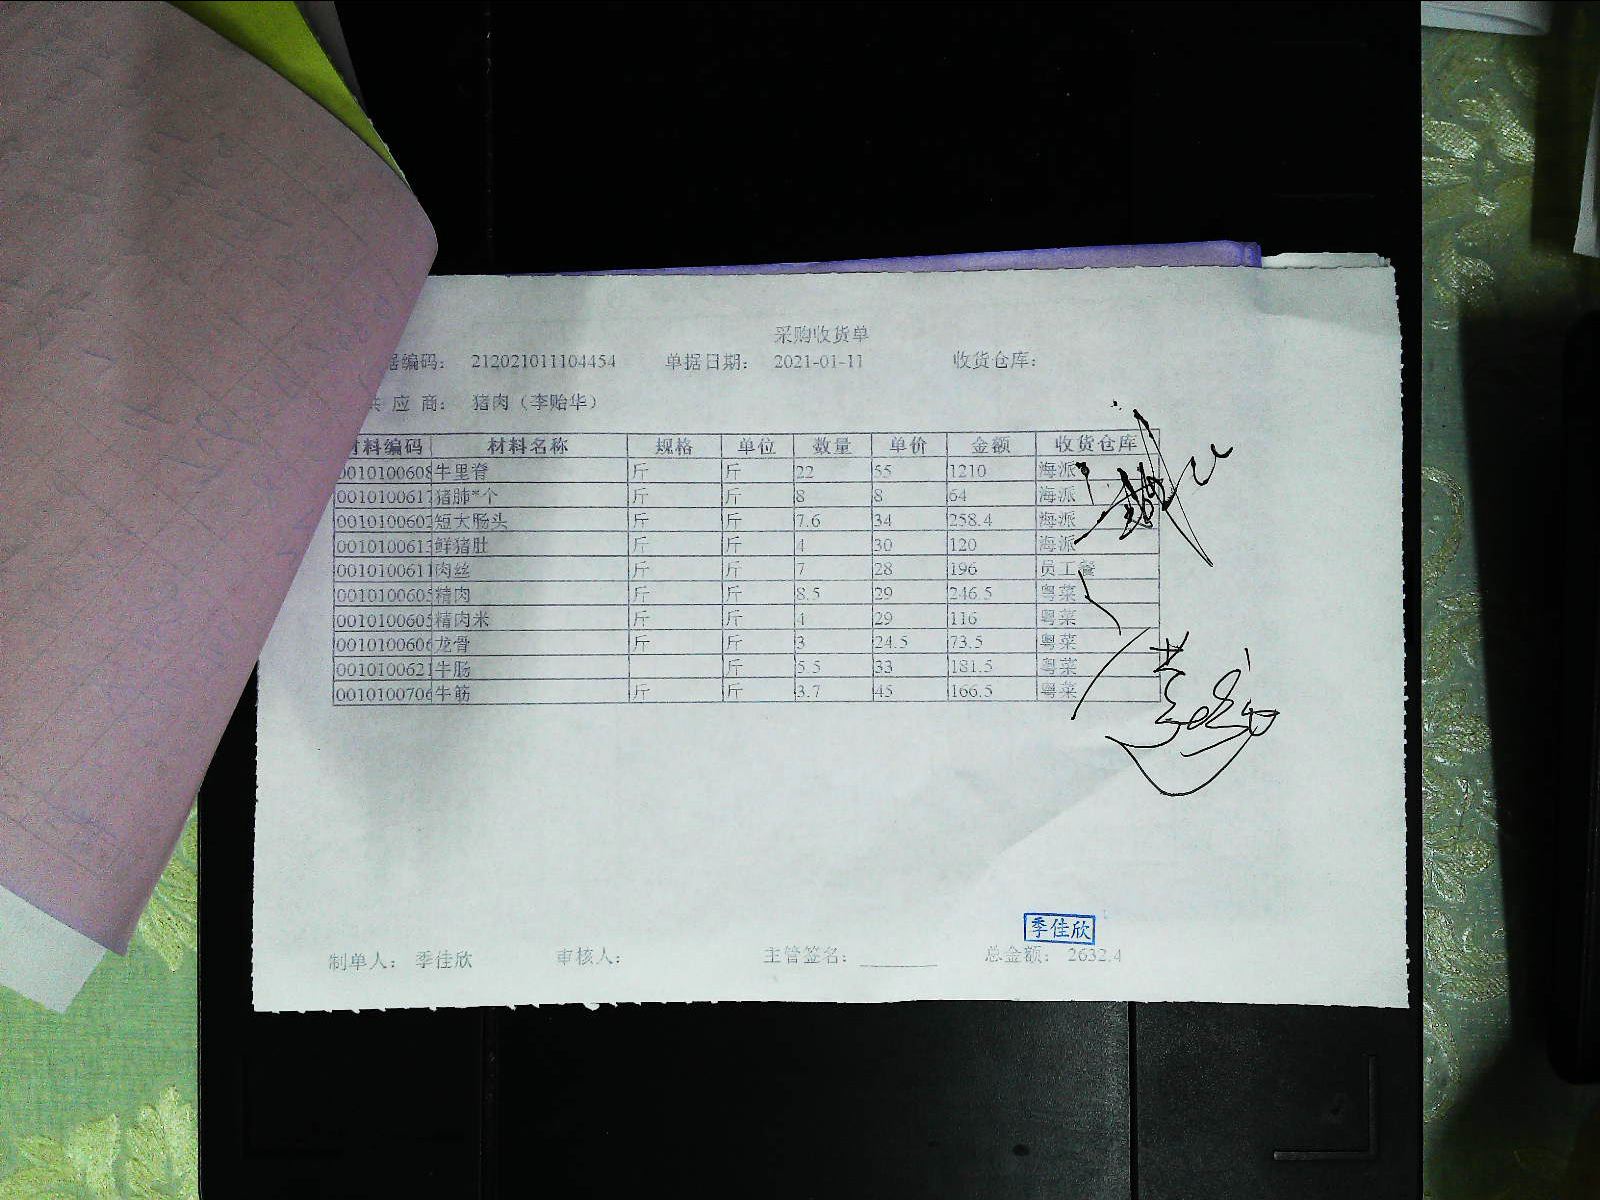 采购收货单
据编码： 212021011104454 单据日期： 2021-01-11 收货仓库：
供 应 商： 猪肉（李贻华）
材料编码 材料名称 规格 单位 数量 单价 金额 收货仓库
0010100608 牛里脊 斤 斤 22 55 1210 海派
0010100617 猪肺*个 斤 斤 8 8 64 海派
0010100602 短大肠头 斤 斤 7.6 34 258.4 海派
0010100613 鲜猪肚 斤 斤 4 30 120 海派
0010100611 肉丝 斤 斤 7 28 196 员工餐
0010100605 精肉 斤 斤 8.5 29 246.5 粤菜
0010100605 精肉米 斤 斤 4 29 116 粤菜
0010100606 龙骨 斤 斤 3 24.5 73.5 粤菜
0010100621 牛肠 斤 5.5 33 181.5 粤菜
0010100706 牛筋 斤 斤 3.7 45 166.5 粤菜
季佳欣
制单人： 季佳欣 审核人： 主管签名： 总金额： 2632.4